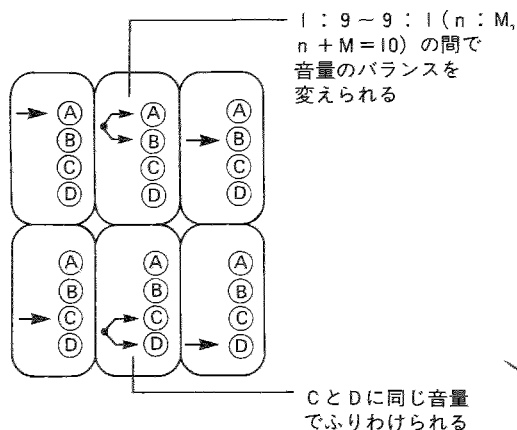 1：9～9：1(n：M,
n＋M＝10) の間で
音量のバランスを
変えられる
A A A
B B B
C C C
D D D
A A A
B B B
C C C
D D D
CとDに同じ音量
でふりわけられる